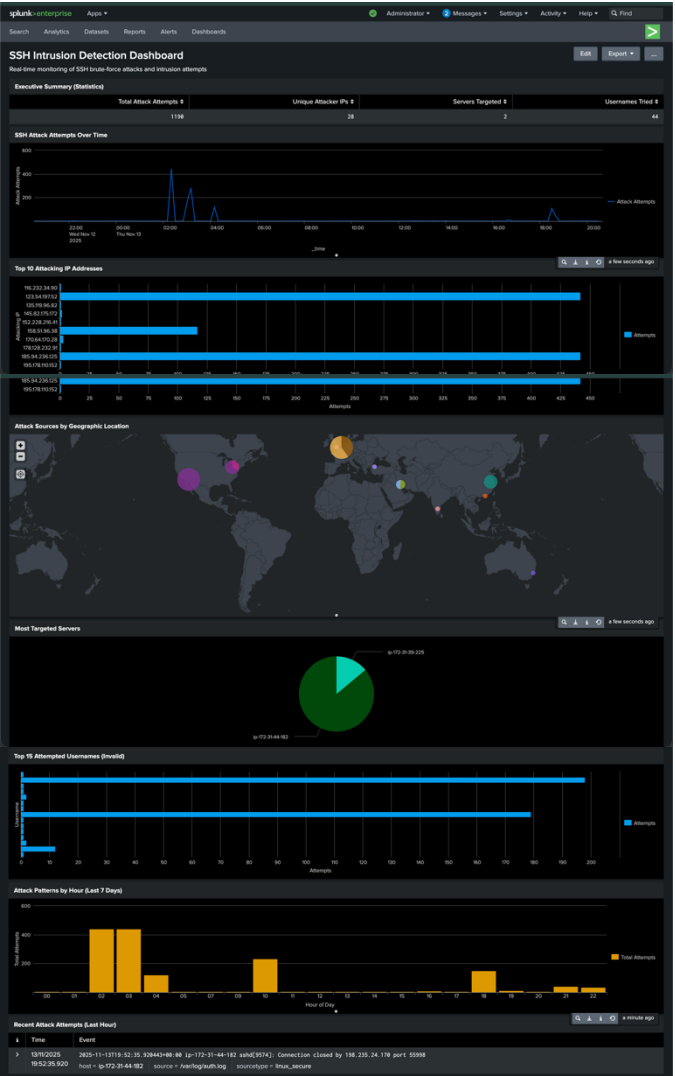 splunk>enterprise Apps ▾ Administrator ▾ 2 Messages ▾ Settings ▾ Activity ▾ Help ▾ Find
Search Analytics Datasets Reports Alerts Dashboards
SSH Intrusion Detection Dashboard
Edit Export ▾ ...
Real-time monitoring of SSH brute-force attacks and intrusion attempts
Executive Summary (Statistics)
Total Attack Attempts Unique Attacker IPs Servers Targeted Usernames Tried
1190 28 2 44
SSH Attack Attempts Over Time
600
400
200
Attack Attempts
Attack Attempts
22:00 00:00 02:00 04:00 06:00 08:00 10:00 12:00 14:00 16:00 18:00 20:00
Wed Nov 12 Thu Nov 13
2025
_time
a few seconds ago
Top 10 Attacking IP Addresses
116.232.34.90
123.54.197.52
135.119.96.82
145.82.175.172
152.228.216.41
158.51.96.38
170.64.170.28
178.128.232.91
185.94.236.125
195.178.110.152
Attacking IP
Attempts
185.94.236.125
195.178.110.152
0 25 50 75 100 125 150 175 200 225 250 275 300 325 350 375 400 425 450
Attempts
Attack Sources by Geographic Location
a few seconds ago
Most Targeted Servers
ip-172-31-39-225
ip-172-31-44-182
Top 15 Attempted Usernames (Invalid)
Username
Attempts
0 10 20 30 40 50 60 70 80 90 100 110 120 130 140 150 160 170 180 190 200
Attempts
Attack Patterns by Hour (Last 7 Days)
600
400
200
Total Attempts
Total Attempts
00 01 02 03 04 05 07 09 10 11 12 13 14 15 16 17 18 19 20 21 22
Hour of Day
a minute ago
Recent Attack Attempts (Last Hour)
i Time Event
> 13/11/2025 2025-11-13T19:52:35.920443+00:00 ip-172-31-44-182 sshd[9574]: Connection closed by 198.235.24.170 port 55998
19:52:35.920 host = ip-172-31-44-182 source = /var/log/auth.log sourcetype = linux_secure